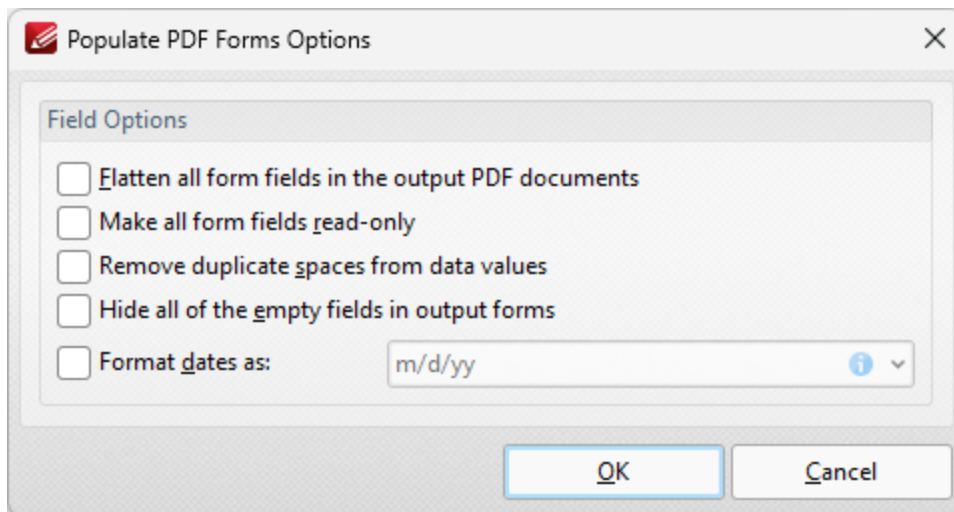 Populate PDF Forms Options
Field Options
Flatten all form fields in the output PDF documents
Make all form fields read-only
Remove duplicate spaces from data values
Hide all of the empty fields in output forms
Format dates as: m/d/yy
OK Cancel